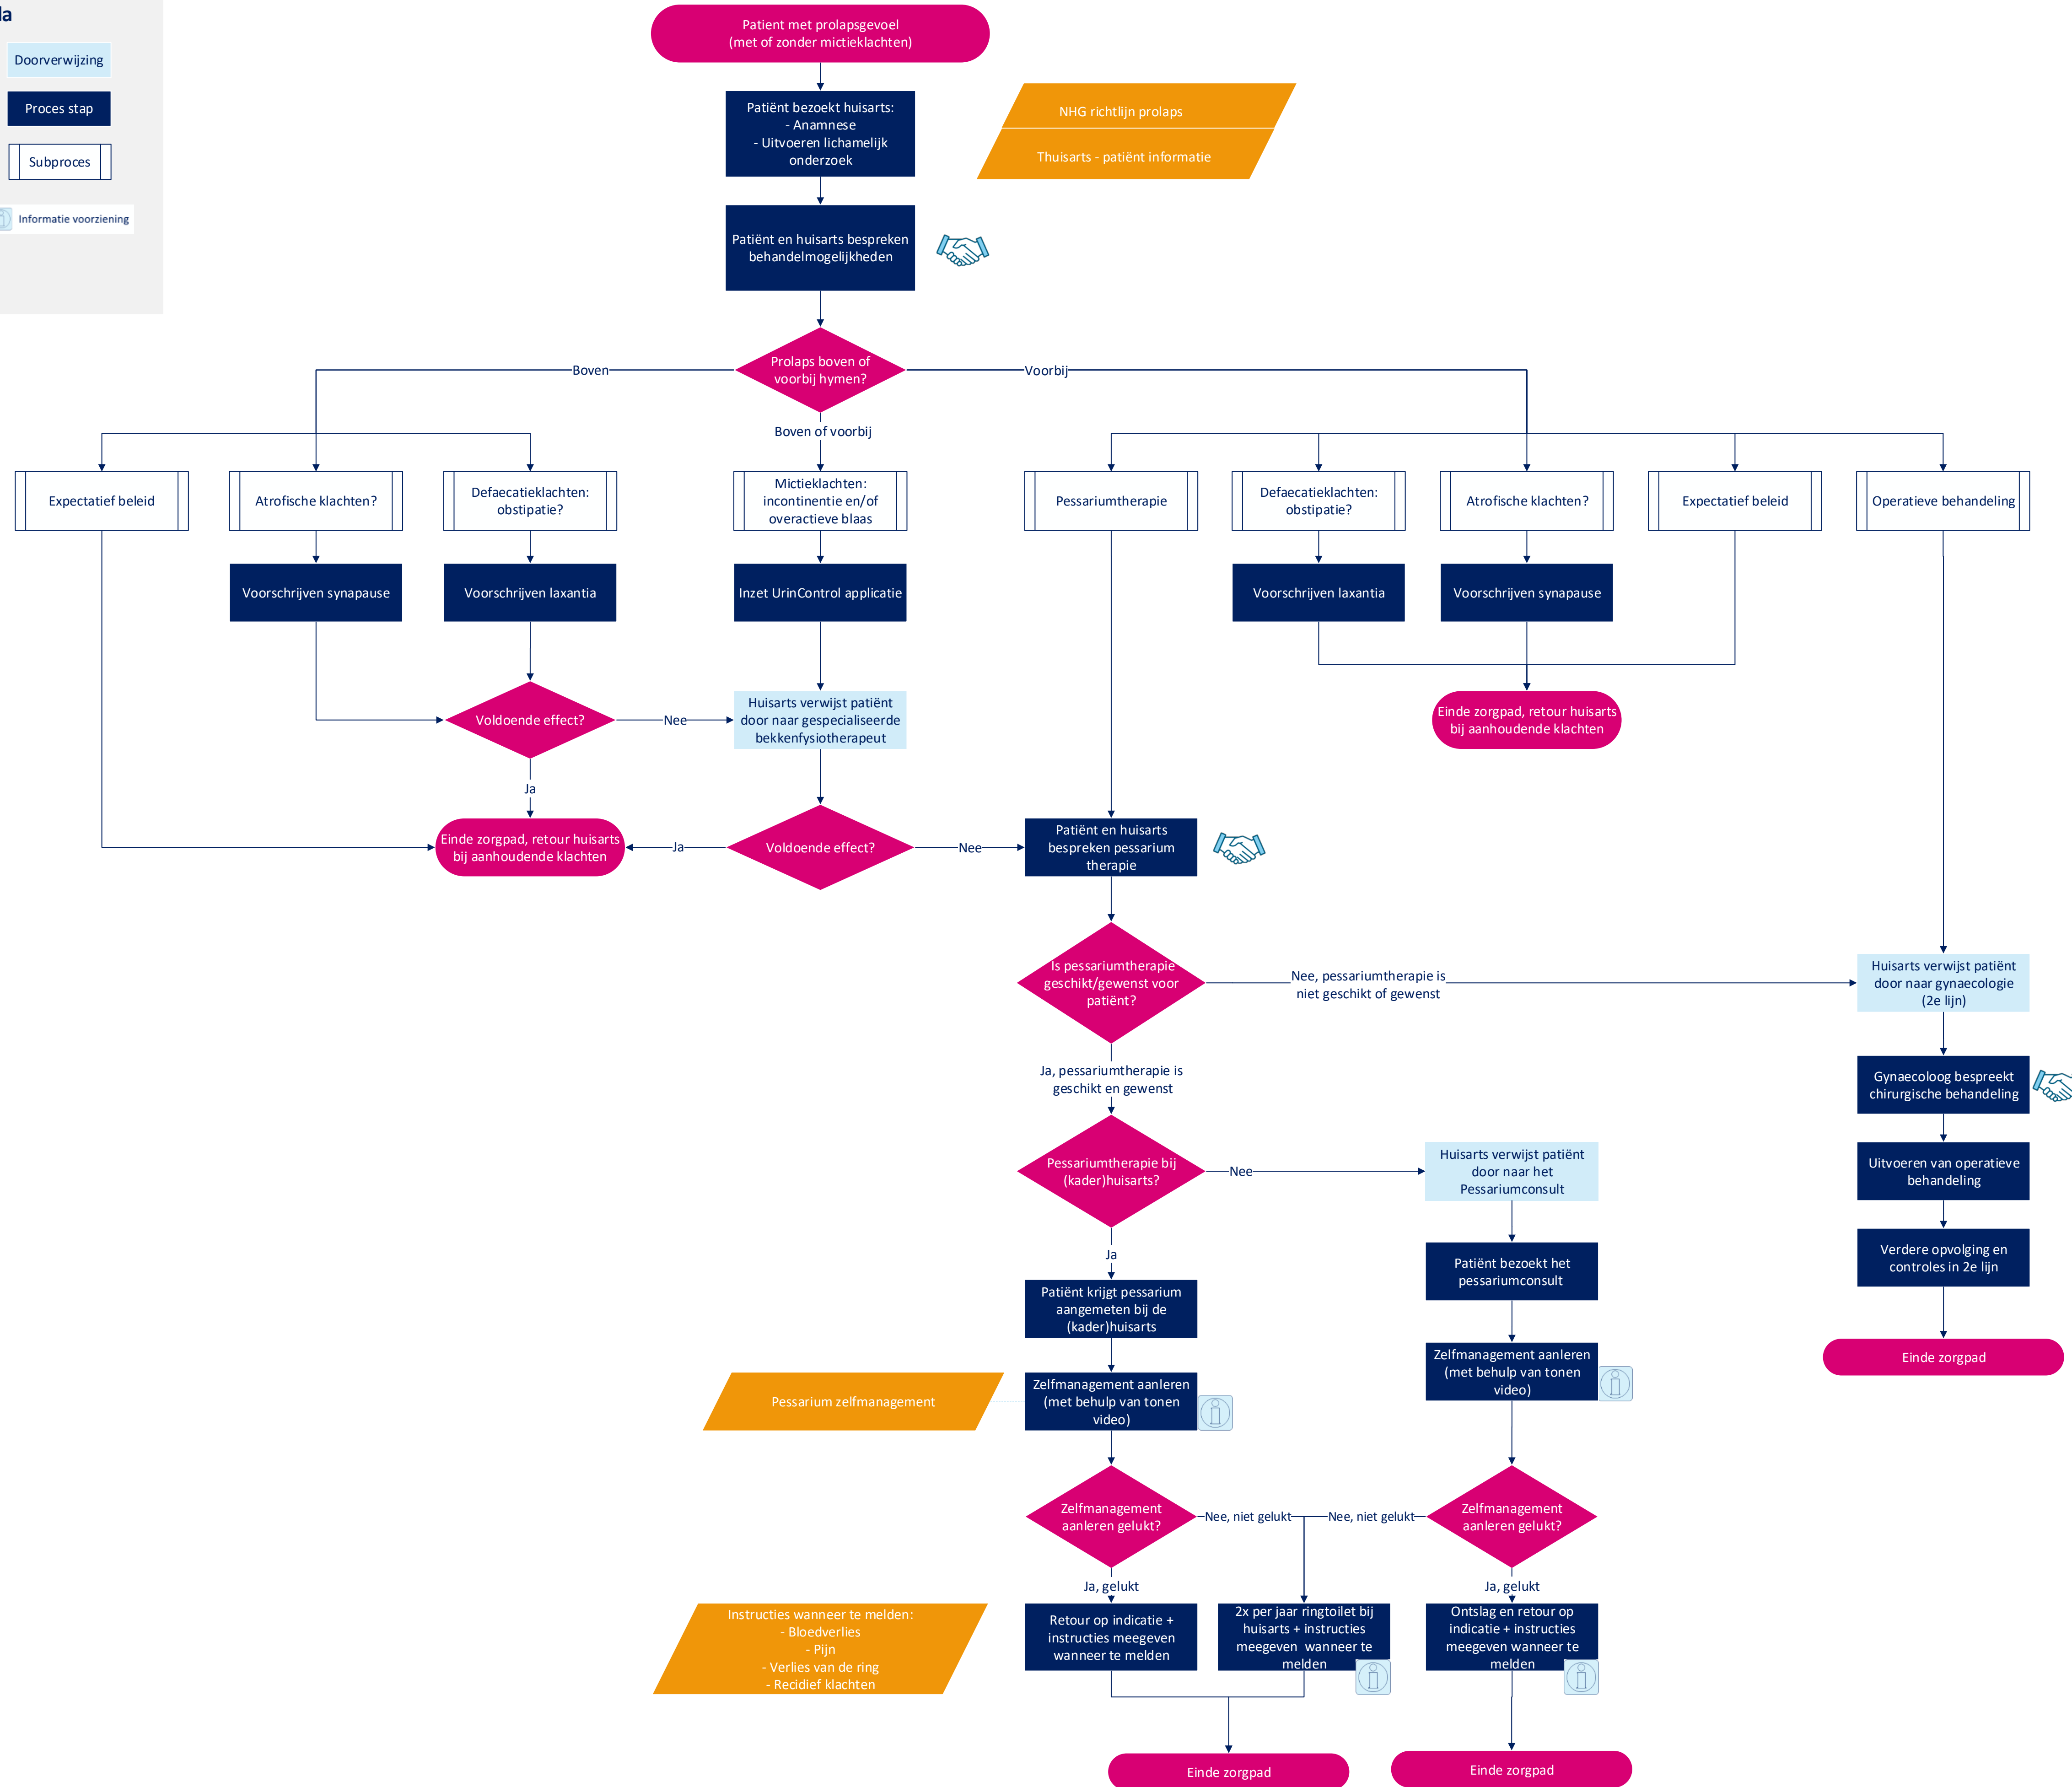 da
Doorverwijzing
Proces stap
Subproces
Informatie voorziening
Patient met prolapsgevoel
(met of zonder mictieklachten)
Patiënt bezoekt huisarts:
- Anamnese
- Uitvoeren lichamelijk
onderzoek
NHG richtlijn prolaps
Thuisarts - patiënt informatie
Patiënt en huisarts bespreken
behandelmogelijkheden
Prolaps boven of
voorbij hymen?
Boven
Voorbij
Boven of voorbij
Expectatief beleid
Atrofische klachten?
Defaecatieklachten:
obstipatie?
Mictieklachten:
incontinentie en/of
overactieve blaas
Pessariumtherapie
Defaecatieklachten:
obstipatie?
Atrofische klachten?
Expectatief beleid
Operatieve behandeling
Voorschrijven synapause
Voorschrijven laxantia
Inzet UrinControl applicatie
Voorschrijven laxantia
Voorschrijven synapause
Voldoende effect?
Nee
Huisarts verwijst patiënt
door naar gespecialiseerde
bekkenfysiotherapeut
Einde zorgpad, retour huisarts
bij aanhoudende klachten
Ja
Einde zorgpad, retour huisarts
bij aanhoudende klachten
Ja
Voldoende effect?
Nee
Patiënt en huisarts
bespreken pessarium
therapie
Is pessariumtherapie
geschikt/gewenst voor
patiënt?
Nee, pessariumtherapie is
niet geschikt of gewenst
Huisarts verwijst patiënt
door naar gynaecologie
(2e lijn)
Ja, pessariumtherapie is
geschikt en gewenst
Gynaecoloog bespreekt
chirurgische behandeling
Pessariumtherapie bij
(kader)huisarts?
Nee
Huisarts verwijst patiënt
door naar het
Pessariumconsult
Uitvoeren van operatieve
behandeling
Ja
Patiënt bezoekt het
pessariumconsult
Verdere opvolging en
controles in 2e lijn
Patiënt krijgt pessarium
aangemeten bij de
(kader)huisarts
Einde zorgpad
Pessarium zelfmanagement
Zelfmanagement aanleren
(met behulp van tonen
video)
Zelfmanagement aanleren
(met behulp van tonen
video)
Zelfmanagement
aanleren gelukt?
Nee, niet gelukt
Nee, niet gelukt
Zelfmanagement
aanleren gelukt?
Ja, gelukt
Ja, gelukt
Instructies wanneer te melden:
- Bloedverlies
- Pijn
- Verlies van de ring
- Recidief klachten
Retour op indicatie +
instructies meegeven
wanneer te melden
2x per jaar ringtoilet bij
huisarts + instructies
meegeven wanneer te
melden
Ontslag en retour op
indicatie + instructies
meegeven wanneer te
melden
Einde zorgpad
Einde zorgpad